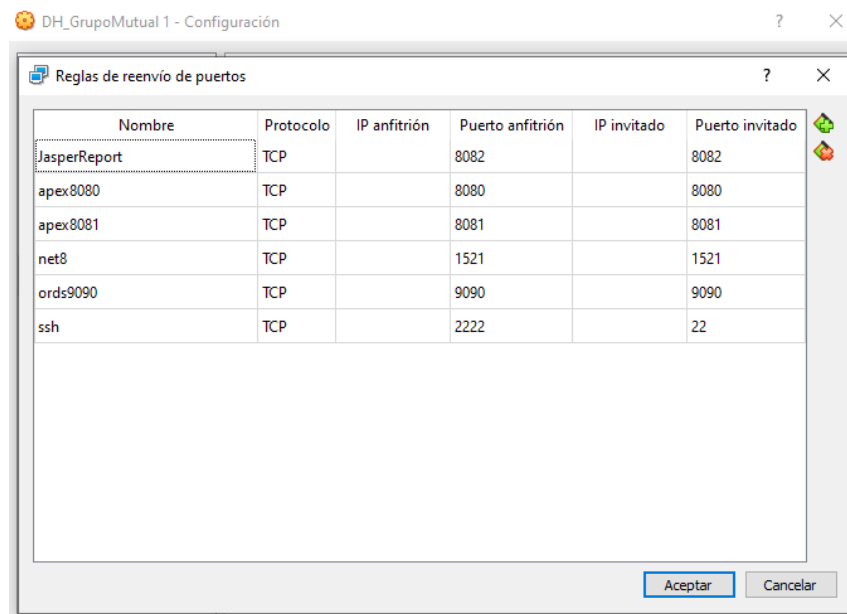 DH_GrupoMutual 1 - Configuración ? ×
Reglas de reenvío de puertos ? ×
Nombre Protocolo IP anfitrión Puerto anfitrión IP invitado Puerto invitado
JasperReport TCP 8082 8082
apex8080 TCP 8080 8080
apex8081 TCP 8081 8081
net8 TCP 1521 1521
ords9090 TCP 9090 9090
ssh TCP 2222 22
Aceptar Cancelar